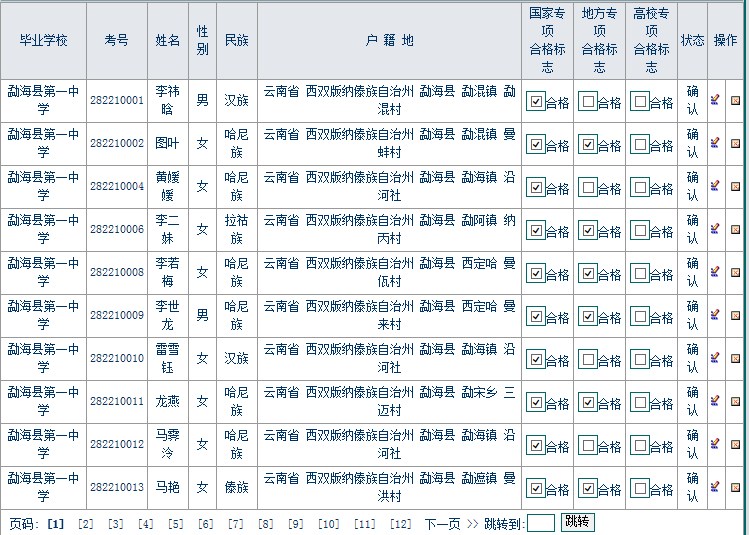 毕业学校 考号 姓名 性别 民族 户 籍 地 国家专项合格标志 地方专项合格标志 高校专项合格标志 状态 操作
勐海县第一中学 282210001 李祎晗 男 汉族 云南省 西双版纳傣族自治州 勐海县 勐混镇 勐混村 合格 合格 合格 确认
勐海县第一中学 282210002 图叶 女 哈尼族 云南省 西双版纳傣族自治州 勐海县 勐混镇 曼蚌村 合格 合格 合格 确认
勐海县第一中学 282210004 黄媛媛 女 哈尼族 云南省 西双版纳傣族自治州 勐海县 勐海镇 沿河社 合格 合格 合格 确认
勐海县第一中学 282210006 李二妹 女 拉祜族 云南省 西双版纳傣族自治州 勐海县 勐阿镇 纳丙村 合格 合格 合格 确认
勐海县第一中学 282210008 李若梅 女 哈尼族 云南省 西双版纳傣族自治州 勐海县 西定哈 曼佤村 合格 合格 合格 确认
勐海县第一中学 282210009 李世龙 男 哈尼族 云南省 西双版纳傣族自治州 勐海县 西定哈 曼来村 合格 合格 合格 确认
勐海县第一中学 282210010 雷雪钰 女 汉族 云南省 西双版纳傣族自治州 勐海县 勐海镇 沿河社 合格 合格 合格 确认
勐海县第一中学 282210011 龙燕 女 哈尼族 云南省 西双版纳傣族自治州 勐海县 勐宋乡 三迈村 合格 合格 合格 确认
勐海县第一中学 282210012 马霁泠 女 哈尼族 云南省 西双版纳傣族自治州 勐海县 勐海镇 沿河社 合格 合格 合格 确认
勐海县第一中学 282210013 马艳 女 傣族 云南省 西双版纳傣族自治州 勐海县 勐遮镇 曼洪村 合格 合格 合格 确认
页码: [1] [2] [3] [4] [5] [6] [7] [8] [9] [10] [11] [12] 下一页 >> 跳转到: 跳转